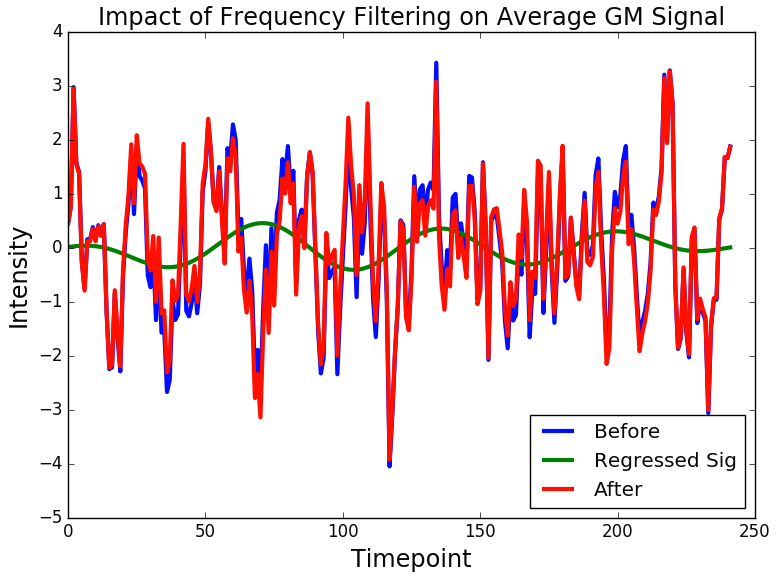 Impact of Frequency Filtering on Average GM Signal
4
3
2
1
0
−1
−2
−3
−4
−5
Intensity
Before
Regressed Sig
After
0 50 100 150 200 250
Timepoint